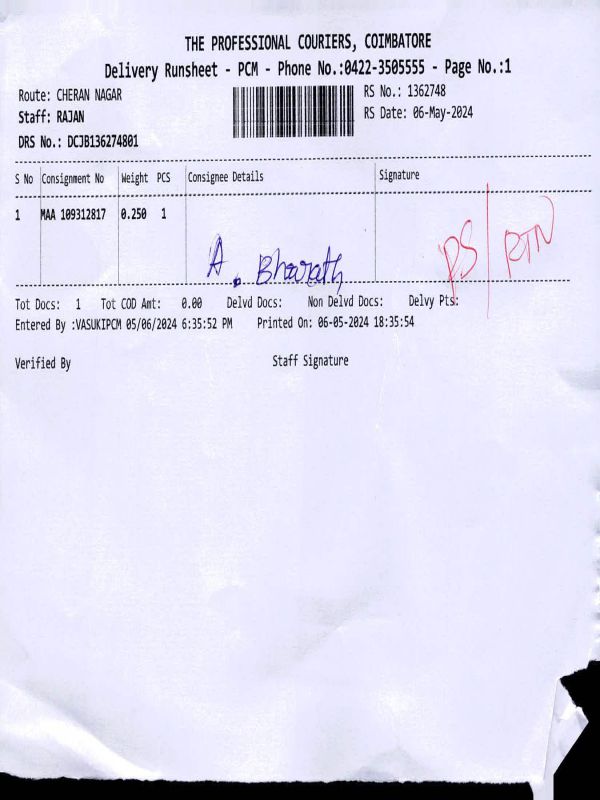 THE PROFESSIONAL COURIERS, COIMBATORE
Delivery Runsheet - PCM - Phone No.:0422-3505555 - Page No.:1
Route: CHERAN NAGAR RS No.: 1362748
Staff: RAJAN RS Date: 06-May-2024
DRS No.: DCJB136274801
S No Consignment No Weight PCS Consignee Details Signature
1 MAA 109312817 0.250 1
A. Bharath RS RTN
Tot Docs: 1 Tot COD Amt: 0.00 Delvd Docs: Non Delvd Docs: Delvy Pts:
Entered By :VASUKIPCM 05/06/2024 6:35:52 PM Printed On: 06-05-2024 18:35:54
Verified By Staff Signature